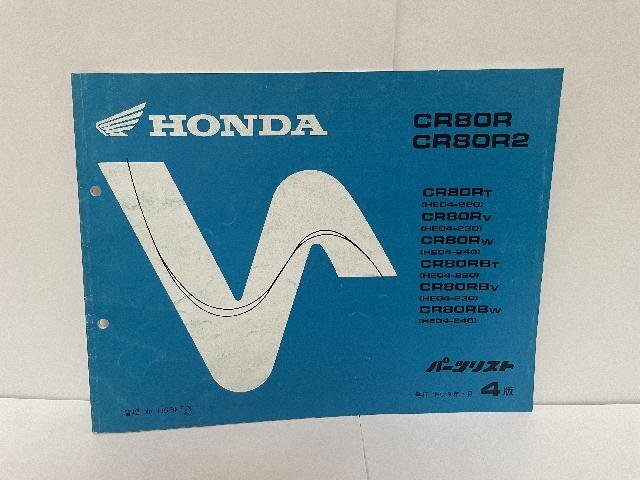 HONDA
CR80R
CR80R2
CR80RT
(HE04-220)
CR80RV
(HE04-230)
CR80RW
(HE04-240)
CR80RBT
(HE04-220)
CR80RBV
(HE04-230)
CR80RBW
(HE04-240)
パーツリスト
4版